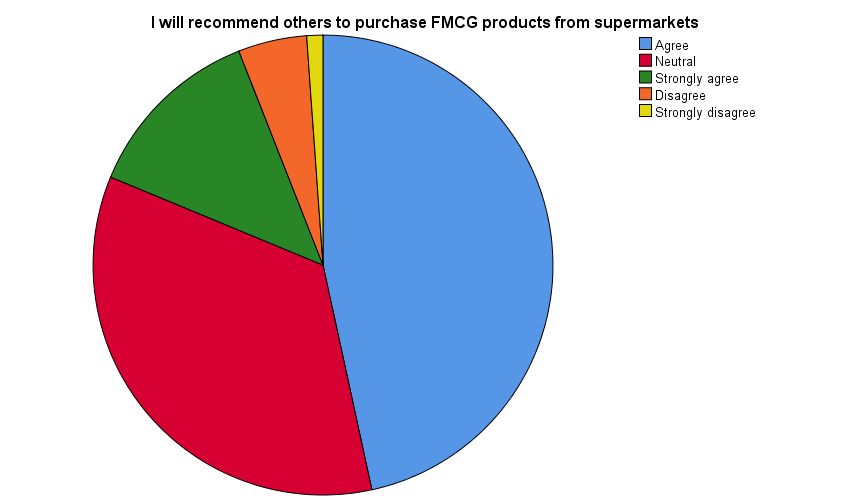 I will recommend others to purchase FMCG products from supermarkets
Agree
Neutral
Strongly agree
Disagree
Strongly disagree